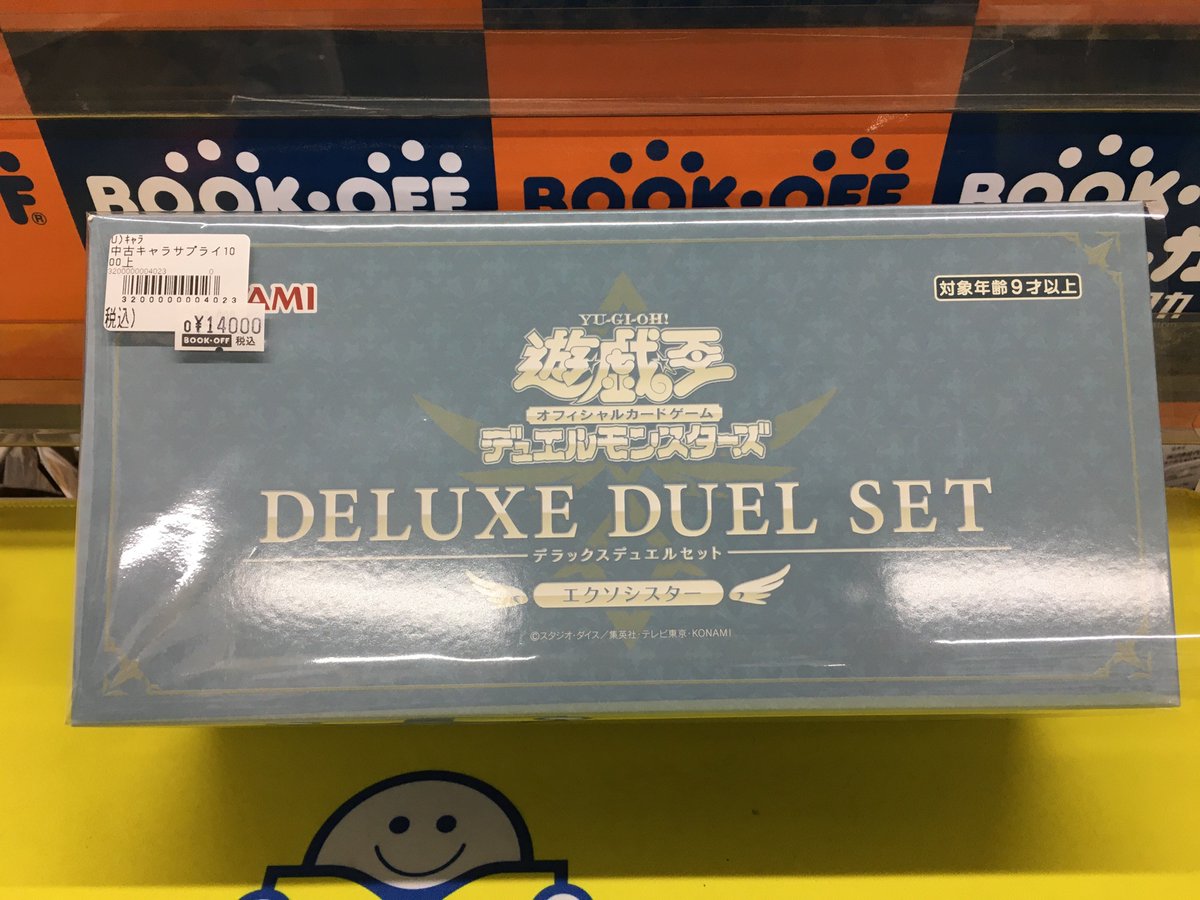 BOOK・OFF
BOOK・OFF
BOOK・
F®
U)キャラ
中古キャラサプライ10
00上
3200000004023 0
3200000004023
税込)
0¥14000
BOOK・OFF 税込
AMI
対象年齢9才以上
YU-GI-OH!
遊戯王
オフィシャルカードゲーム
デュエルモンスターズ
DELUXE DUEL SET
デラックスデュエルセット
エクソシスター
©スタジオ・ダイス/集英社・テレビ東京・KONAMI